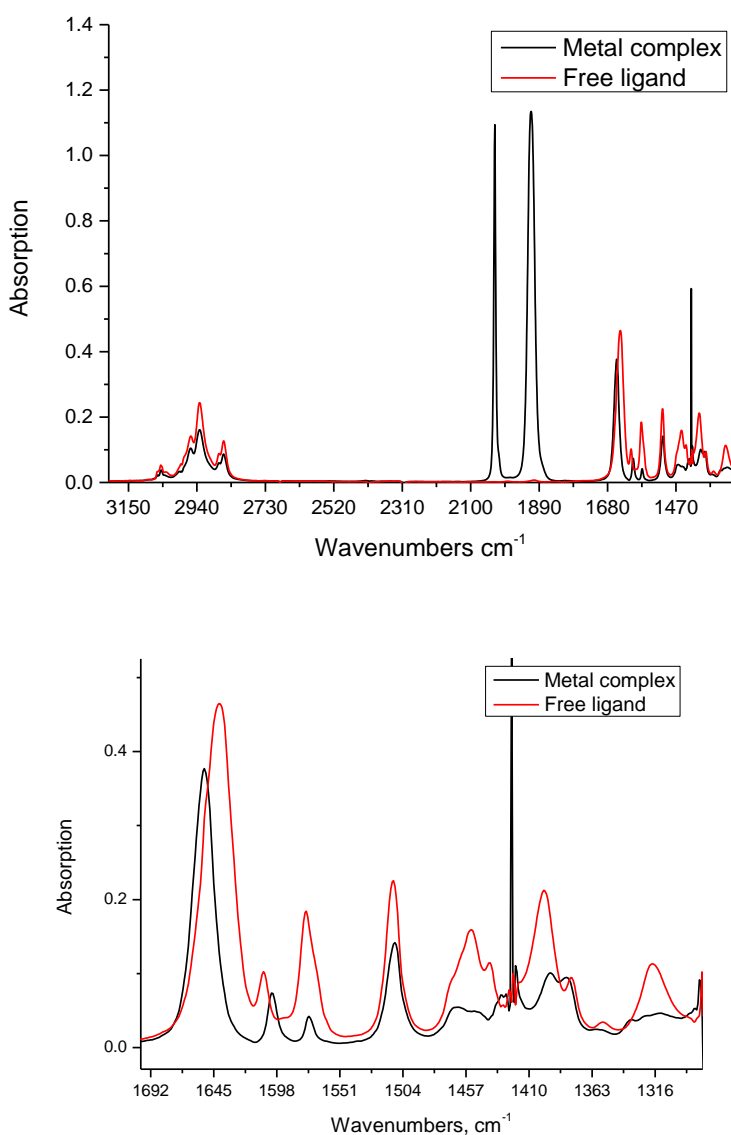 Metal complex
Free ligand
1.4
1.2
1.0
0.8
0.6
0.4
0.2
0.0
Absorption
3150 2940 2730 2520 2310 2100 1890 1680 1470
Wavenumbers cm-1
Metal complex
Free ligand
0.4
0.2
0.0
Absorption
1692 1645 1598 1551 1504 1457 1410 1363 1316
Wavenumbers, cm-1